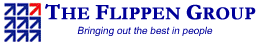 THE FLIPPEN GROUP
Bringing out the best in people